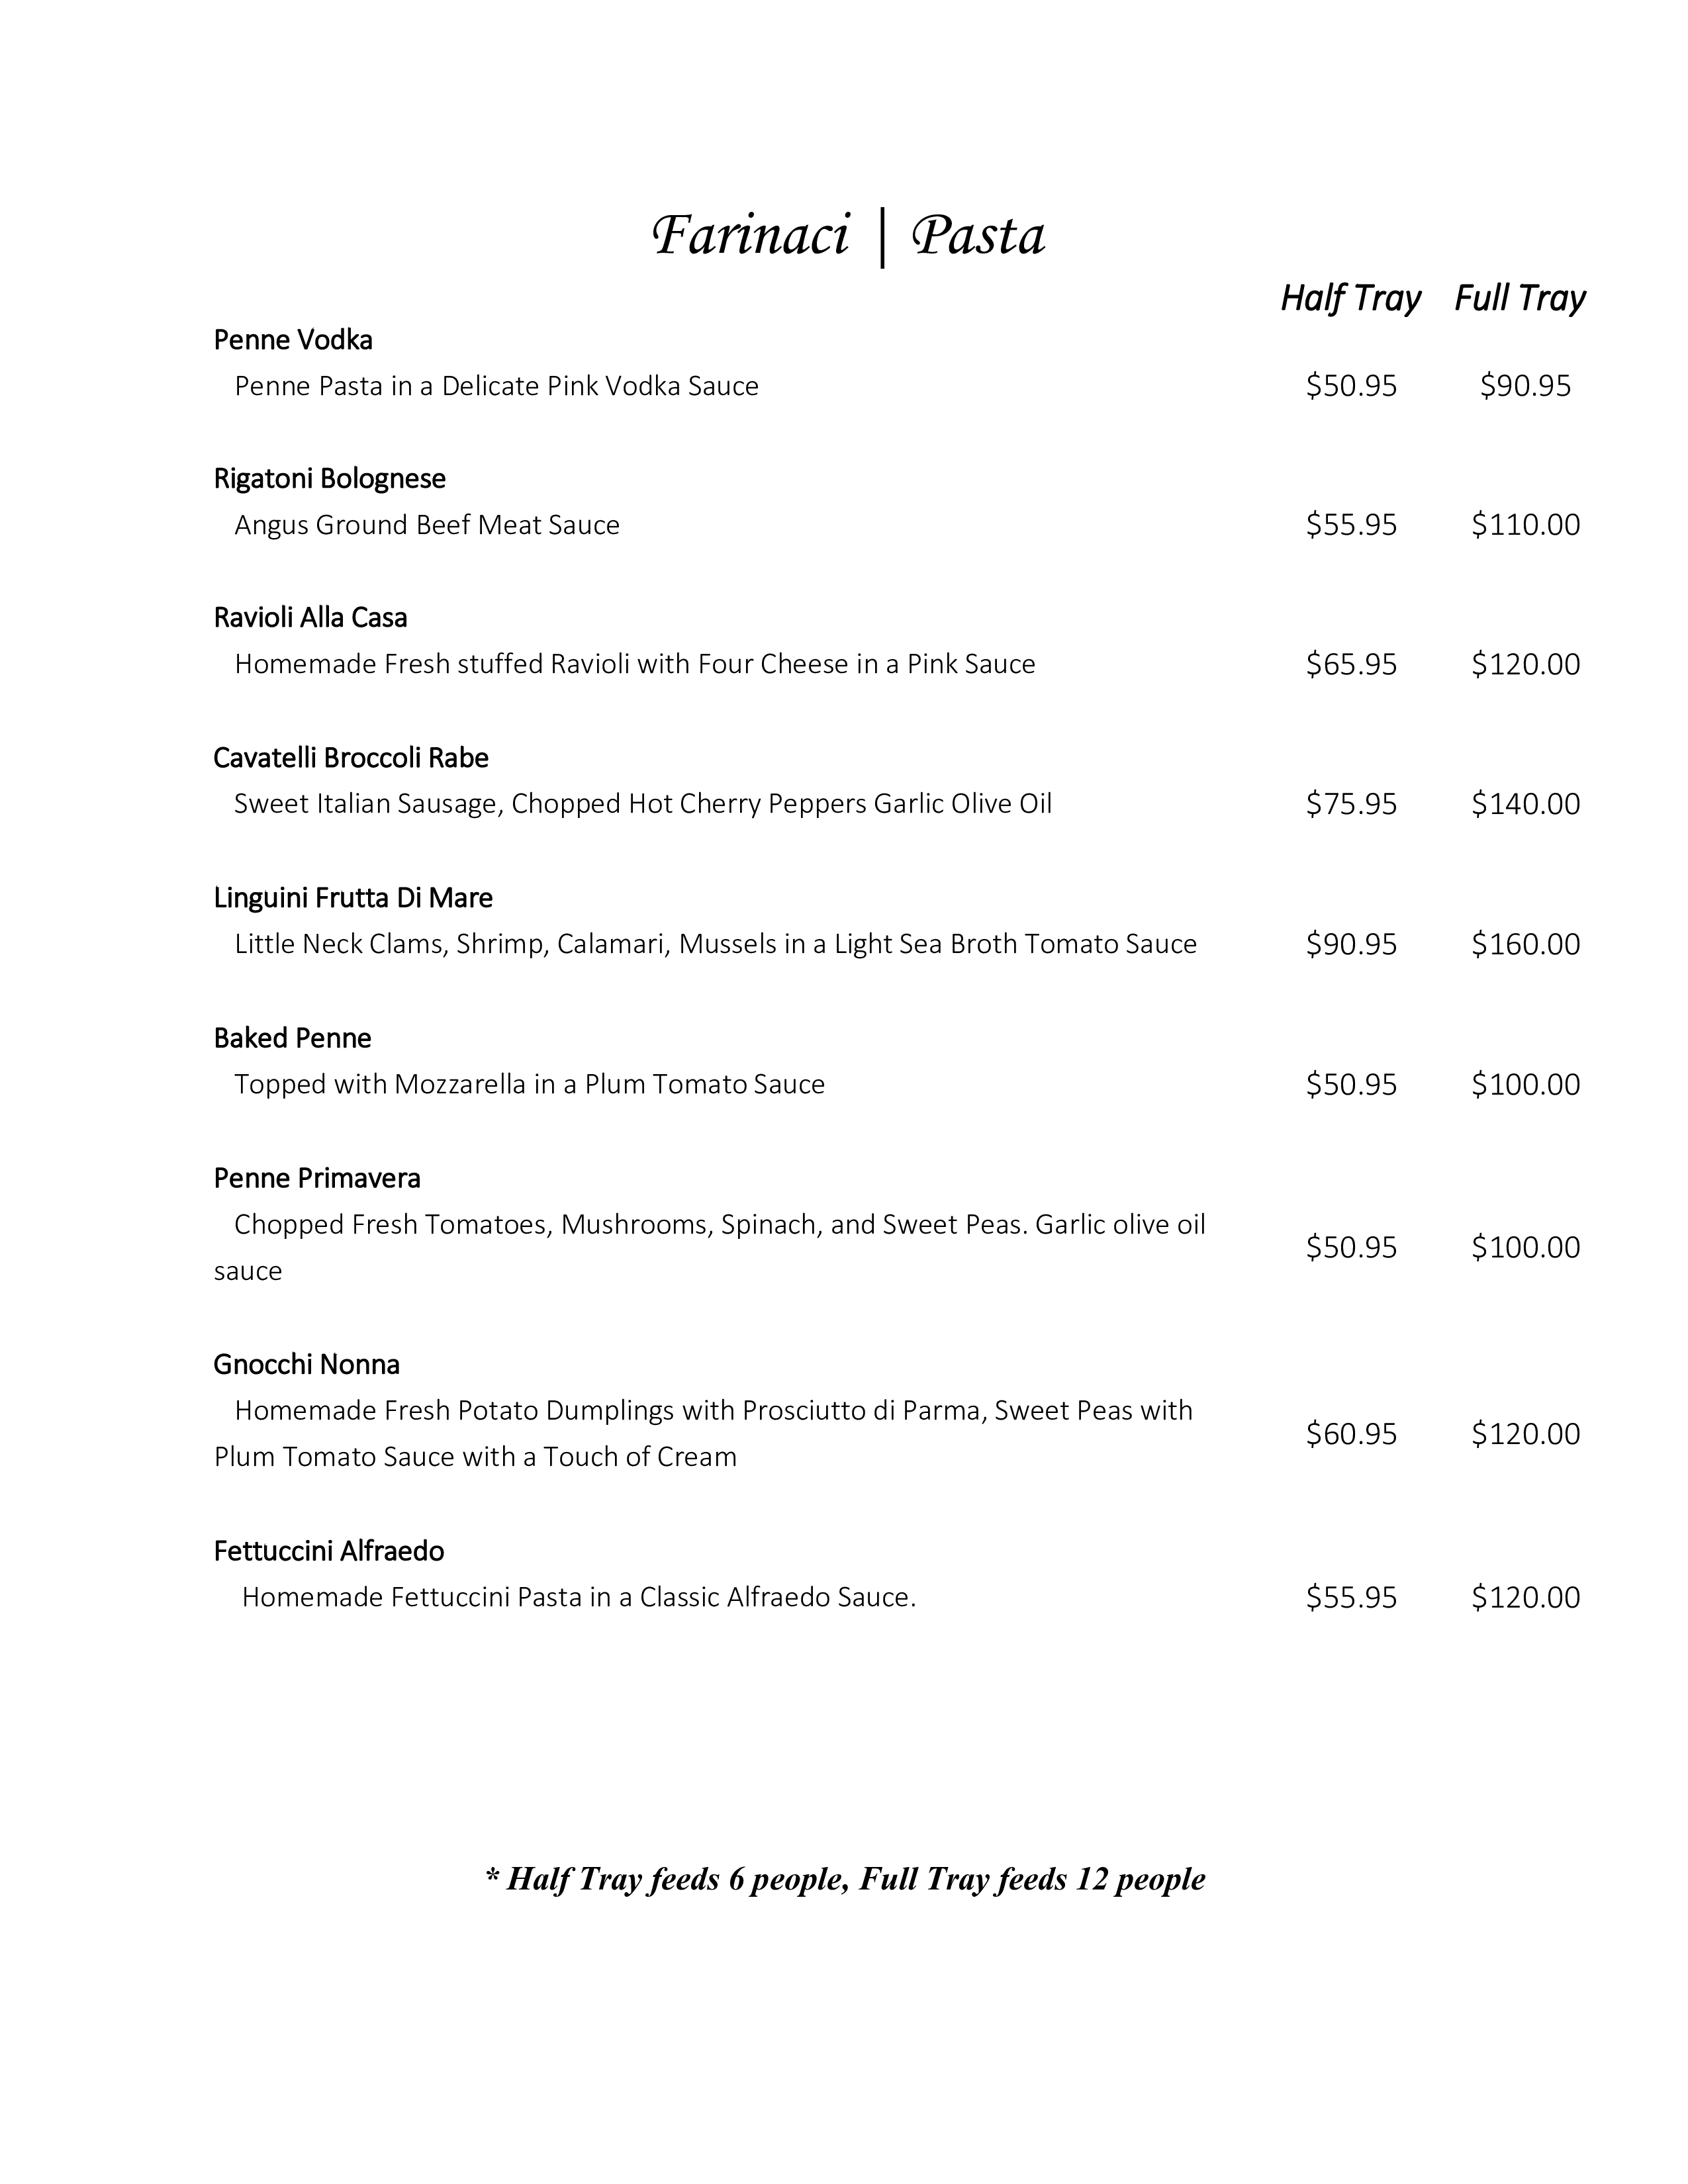 Farinaci | Pasta
Half Tray Full Tray
Penne Vodka
Penne Pasta in a Delicate Pink Vodka Sauce $50.95 $90.95
Rigatoni Bolognese
Angus Ground Beef Meat Sauce $55.95 $110.00
Ravioli Alla Casa
Homemade Fresh stuffed Ravioli with Four Cheese in a Pink Sauce $65.95 $120.00
Cavatelli Broccoli Rabe
Sweet Italian Sausage, Chopped Hot Cherry Peppers Garlic Olive Oil $75.95 $140.00
Linguini Frutta Di Mare
Little Neck Clams, Shrimp, Calamari, Mussels in a Light Sea Broth Tomato Sauce $90.95 $160.00
Baked Penne
Topped with Mozzarella in a Plum Tomato Sauce $50.95 $100.00
Penne Primavera
Chopped Fresh Tomatoes, Mushrooms, Spinach, and Sweet Peas. Garlic olive oil
sauce
$50.95 $100.00
Gnocchi Nonna
Homemade Fresh Potato Dumplings with Prosciutto di Parma, Sweet Peas with
Plum Tomato Sauce with a Touch of Cream
$60.95 $120.00
Fettuccini Alfraedo
Homemade Fettuccini Pasta in a Classic Alfraedo Sauce. $55.95 $120.00
* Half Tray feeds 6 people, Full Tray feeds 12 people